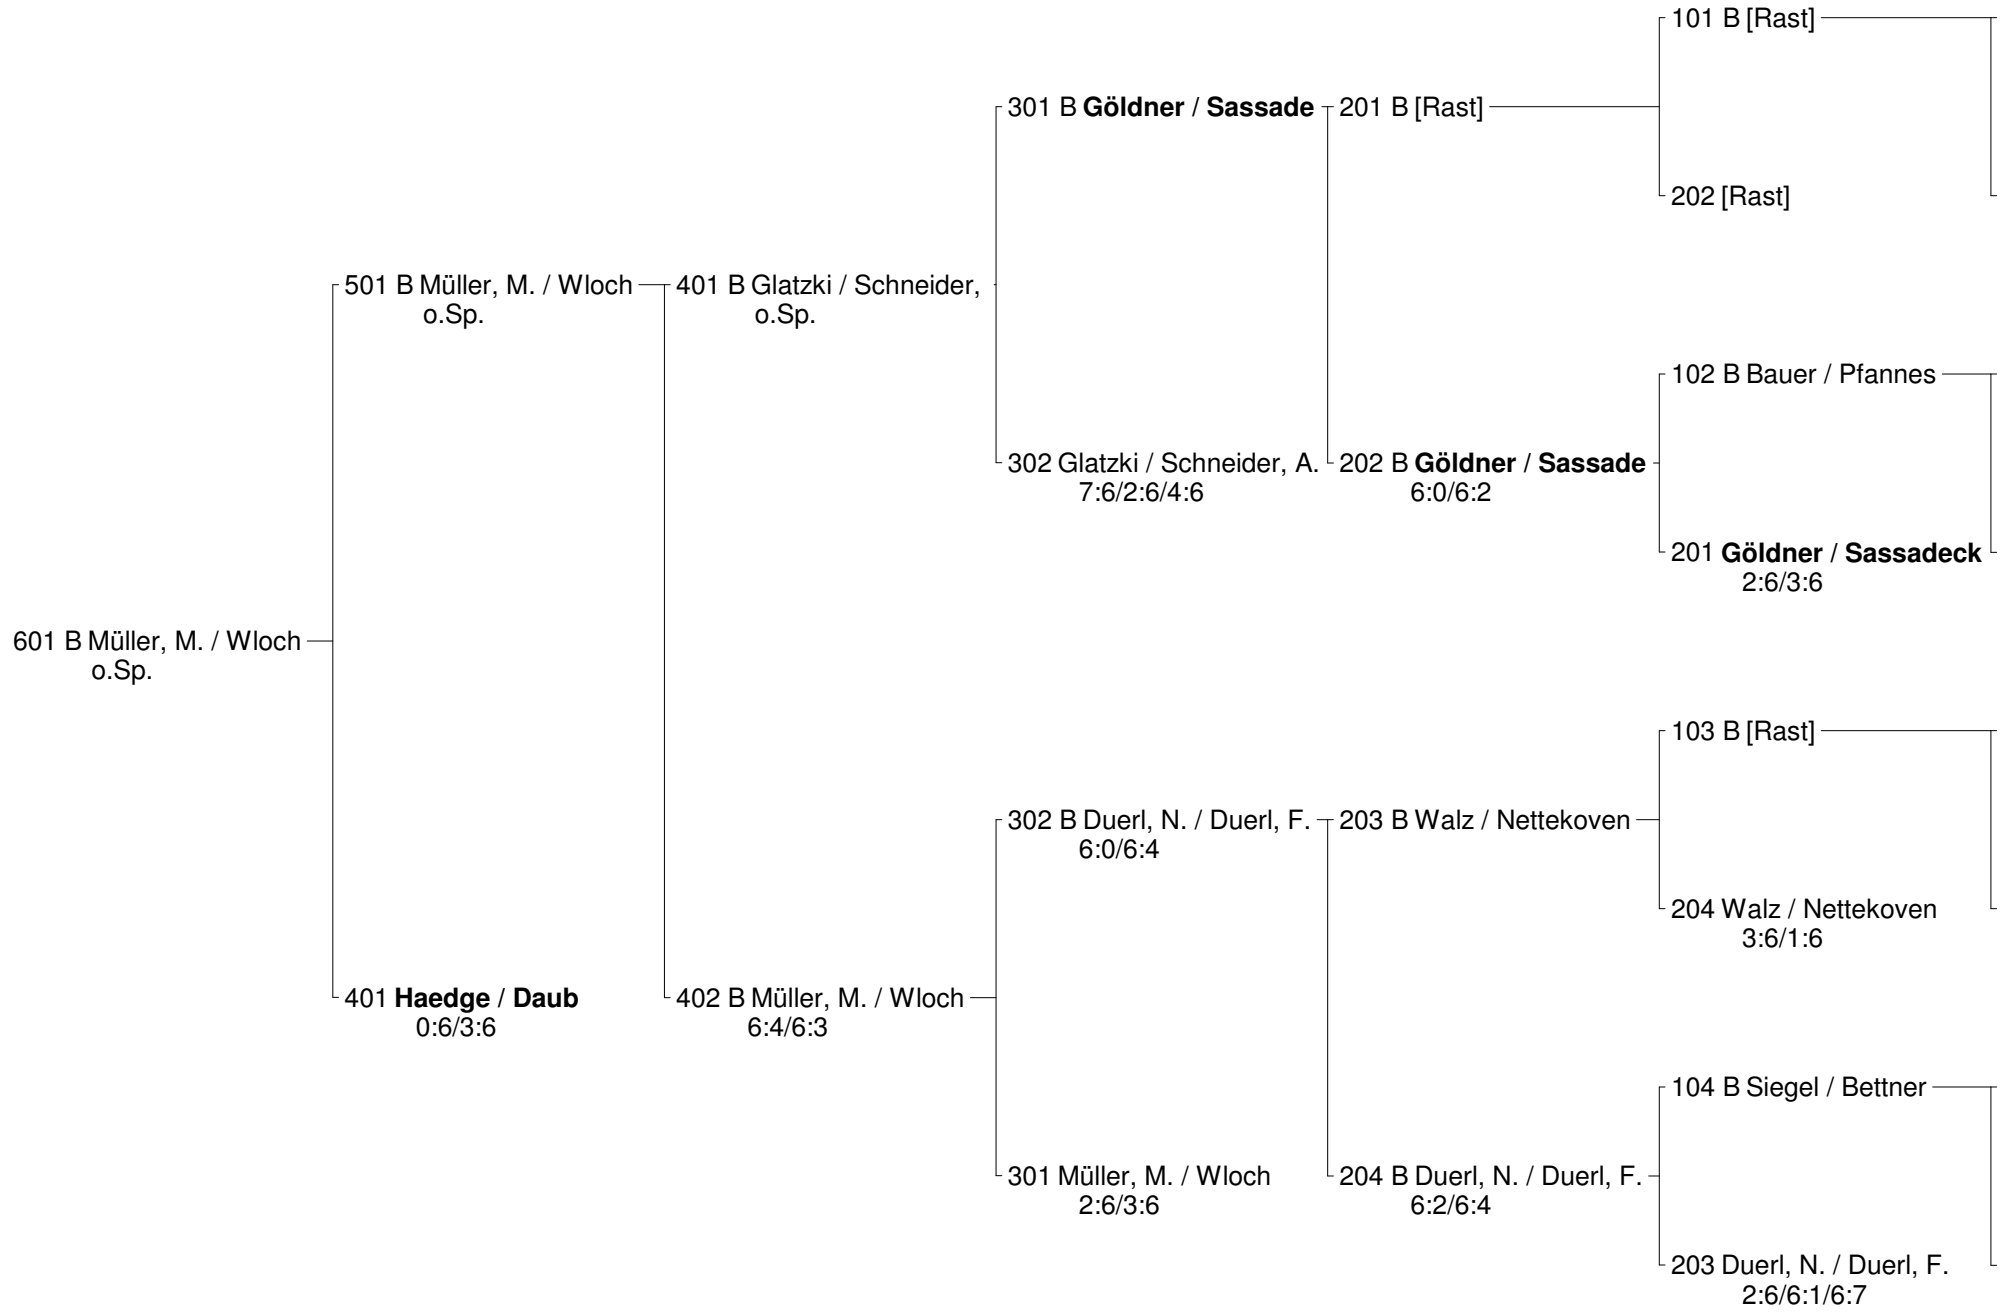 101 B [Rast]
301 B Göldner / Sassade
201 B [Rast]
202 [Rast]
501 B Müller, M. / Wloch
o.Sp.
401 B Glatzki / Schneider,
o.Sp.
102 B Bauer / Pfannes
302 Glatzki / Schneider, A.
7:6/2:6/4:6
202 B Göldner / Sassade
6:0/6:2
201 Göldner / Sassadeck
2:6/3:6
601 B Müller, M. / Wloch
o.Sp.
103 B [Rast]
302 B Duerl, N. / Duerl, F.
6:0/6:4
203 B Walz / Nettekoven
204 Walz / Nettekoven
3:6/1:6
401 Haedge / Daub
0:6/3:6
402 B Müller, M. / Wloch
6:4/6:3
104 B Siegel / Bettner
301 Müller, M. / Wloch
2:6/3:6
204 B Duerl, N. / Duerl, F.
6:2/6:4
203 Duerl, N. / Duerl, F.
2:6/6:1/6:7